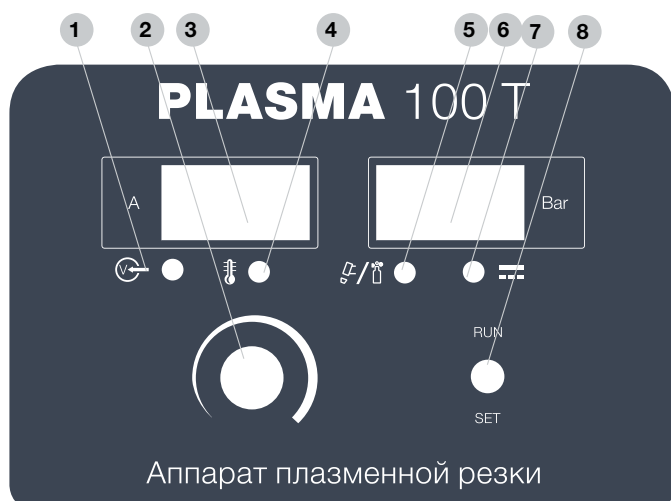 1 2 3 4 5 6 7 8
PLASMA 100 T
A
Bar
V
RUN
SET
Аппарат плазменной резки